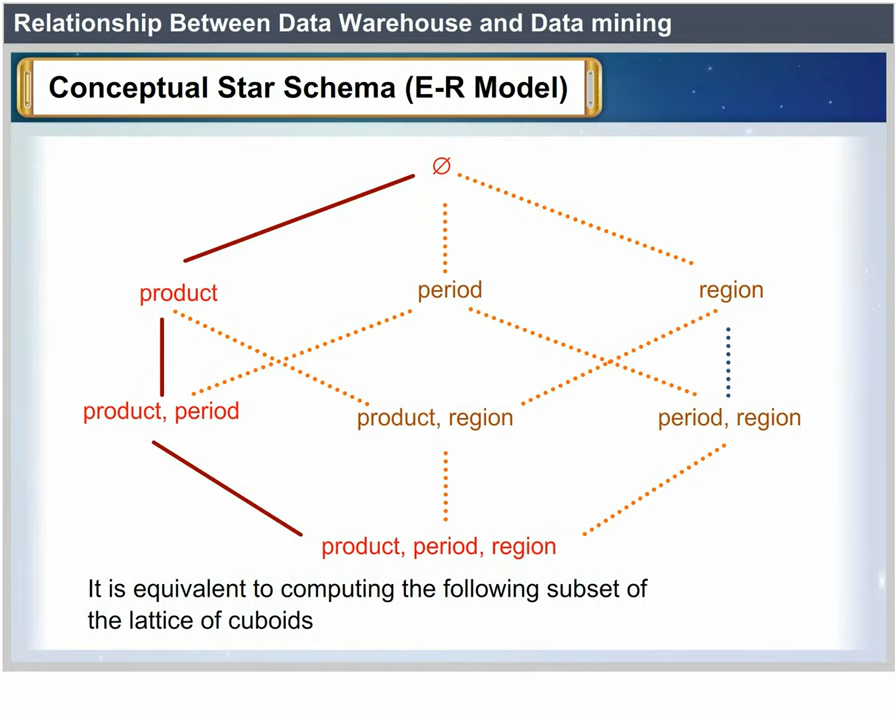 Relationship Between Data Warehouse and Data mining
Conceptual Star Schema (E-R Model)
∅
product period region
product, period product, region period, region
product, period, region
It is equivalent to computing the following subset of
the lattice of cuboids